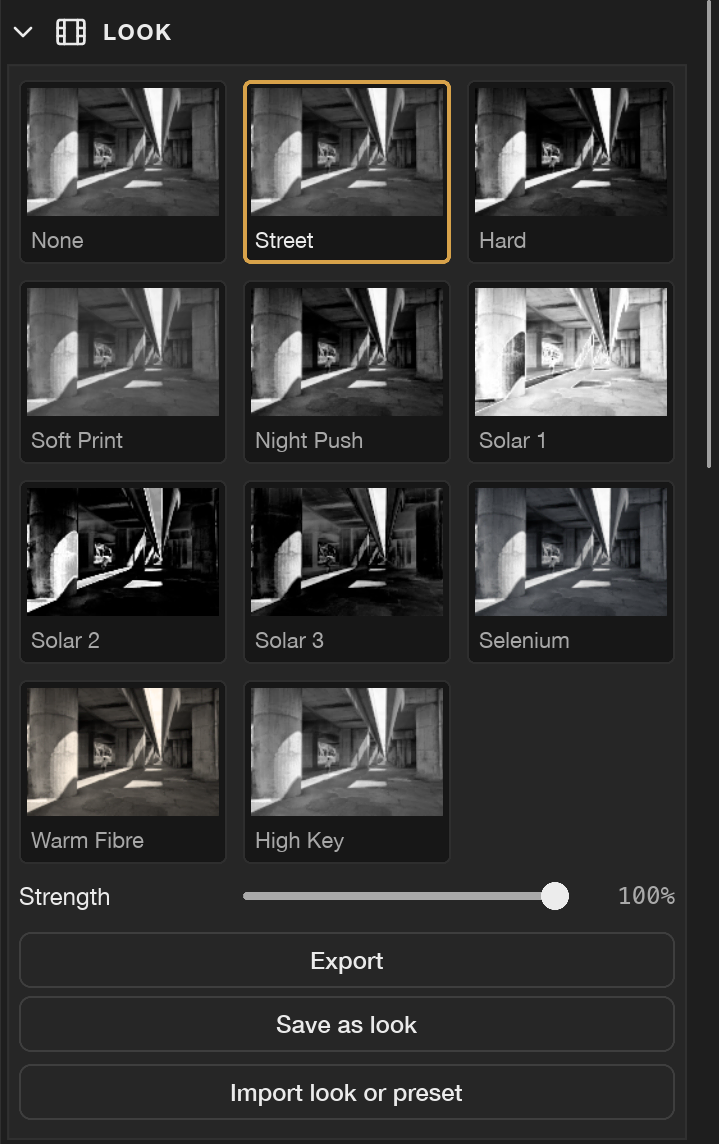 LOOK
None
Street
Hard
Soft Print
Night Push
Solar 1
Solar 2
Solar 3
Selenium
Warm Fibre
High Key
Strength
100%
Export
Save as look
Import look or preset